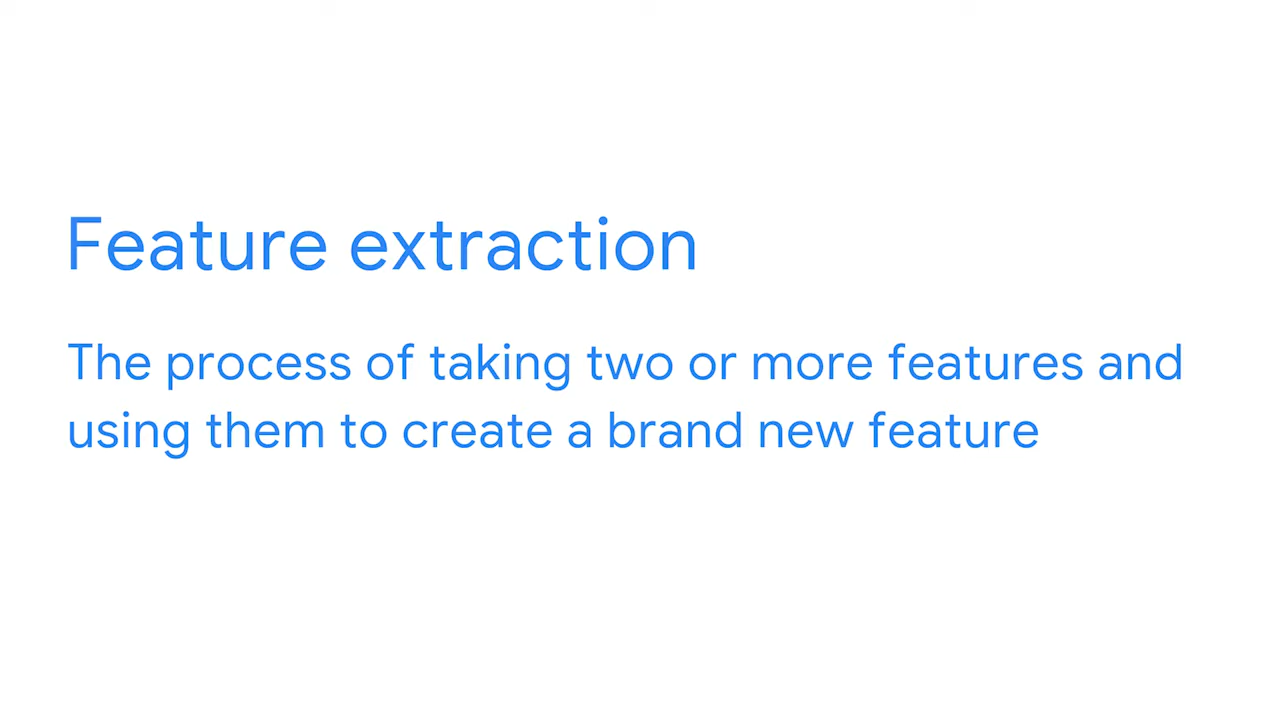 Feature extraction
The process of taking two or more features and
using them to create a brand new feature